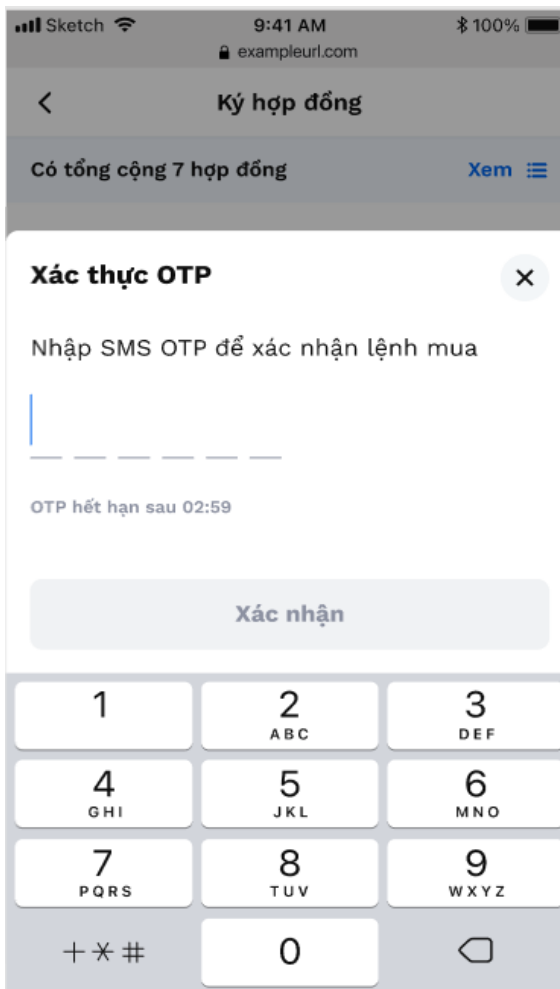 Sketch 9:41 AM 100%
exampleurl.com
Ký hợp đồng
Có tổng cộng 7 hợp đồng Xem
Xác thực OTP
Nhập SMS OTP để xác nhận lệnh mua
OTP hết hạn sau 02:59
Xác nhận
1 2 3
ABC DEF
4 5 6
GHI JKL MNO
7 8 9
PQRS TUV WXYZ
+*# 0